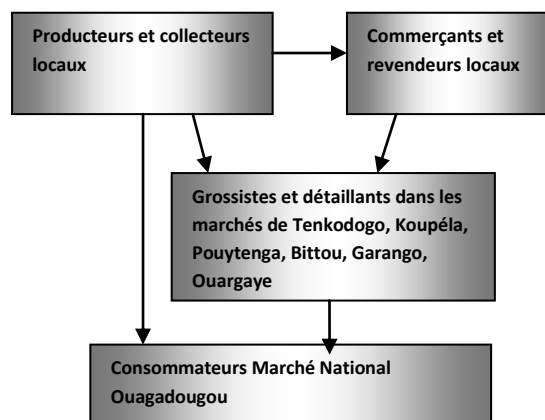 Producteurs et collecteurs
locaux
Commerçants et
revendeurs locaux
Grossistes et détaillants dans les
marchés de Tenkodogo, Koupéla,
Pouytenga, Bittou, Garango,
Ouargaye
Consommateurs Marché National
Ouagadougou